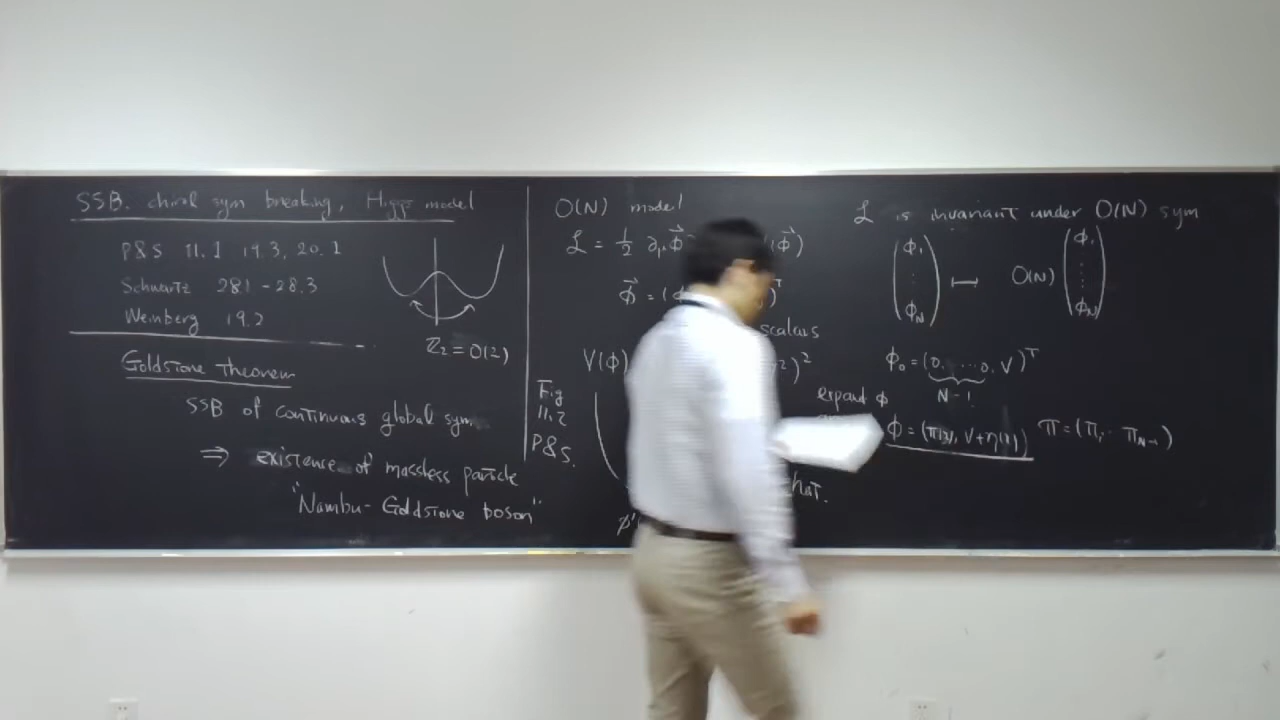 SSB. chiral sym breaking, Higgs model
P&S 11.1 19.3, 20.1
Schwartz 28.1 - 28.3
Weinberg 19.2
Z₂ = O(2)
Goldstone Theorem
SSB of continuous global sym
⇒ existence of massless particle
"Nambu-Goldstone boson"
O(N) model
ℒ = 1/2 ∂ᵢ Φ⃗ (Φ⃗)
Φ⃗ = ( )ᵀ
scalars
V(Φ) )²
Fig
11.2
P&S.
hat.
ℒ is invariant under O(N) sym
(Φ₁ ⋮ Φ_N) ⟼ O(N) (Φ₁ ⋮ Φ_N)
Φ₀ = (0, ⋯ 0, V)ᵀ
N-1
expand Φ
Φ = (π(x), V + η(x)) π = (π₁ ⋯ π_{N-1})